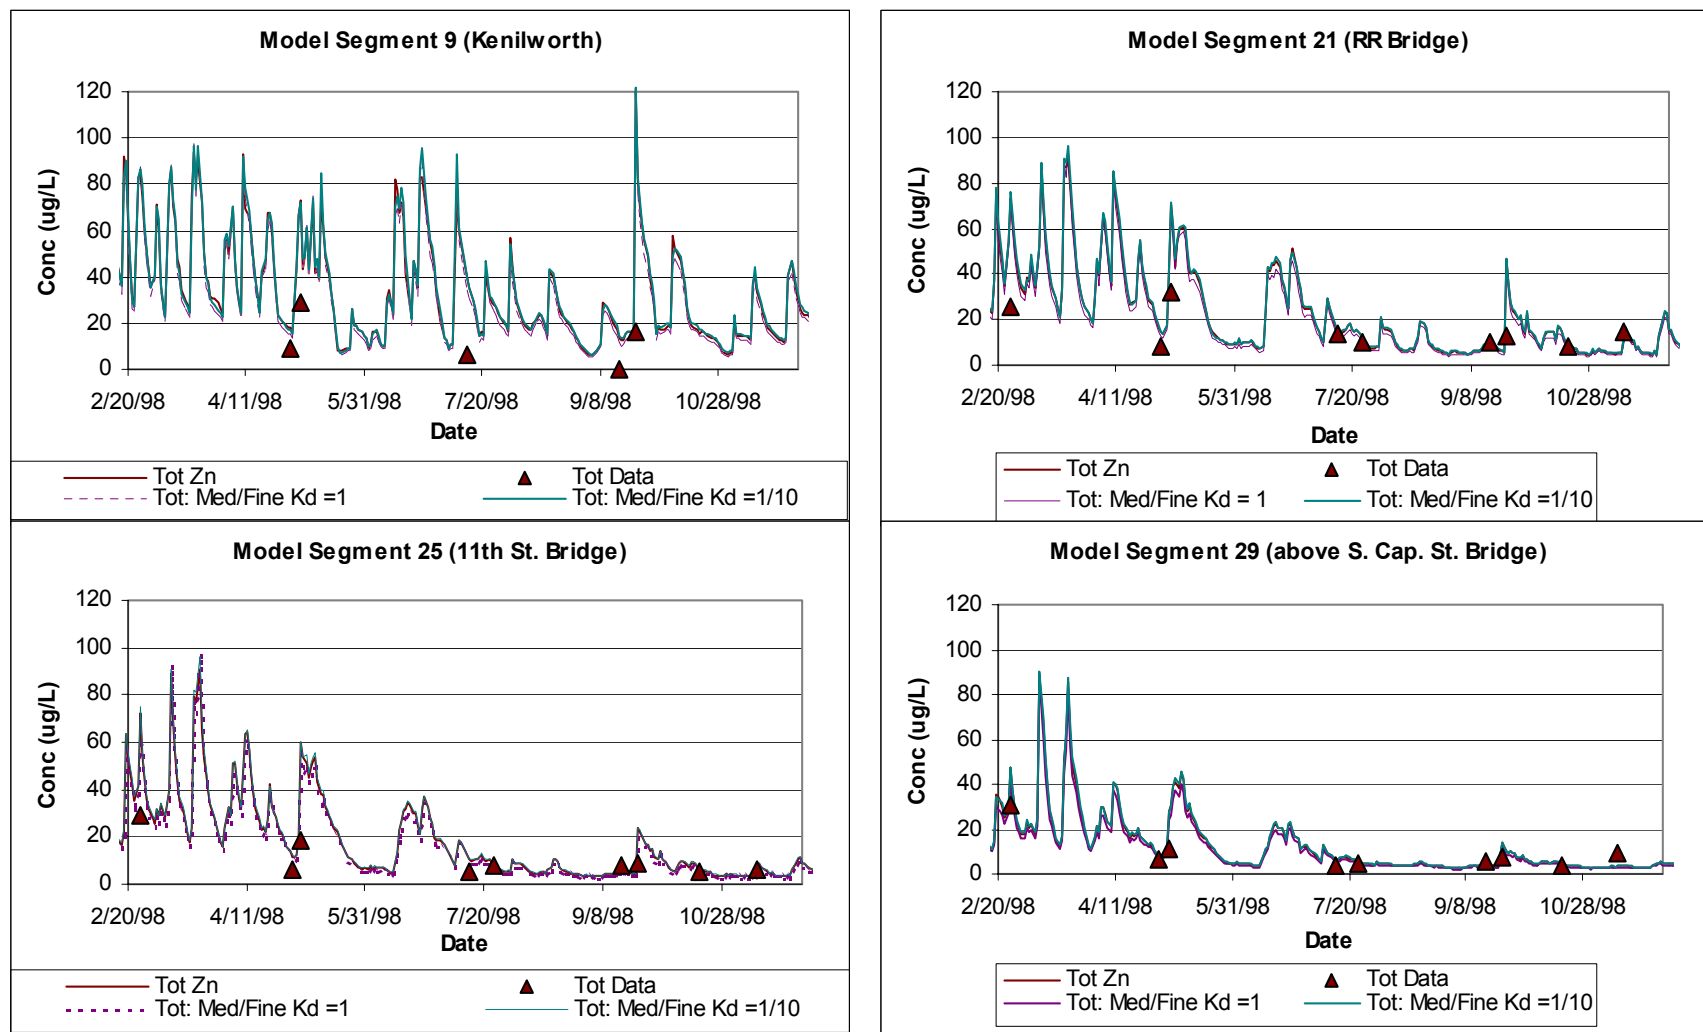 Model Segment 9 (Kenilworth)
120
100
80
60
40
20
0
Conc (ug/L)
2/20/98 4/11/98 5/31/98 7/20/98 9/8/98 10/28/98
Date
Tot Zn Tot Data
Tot: Med/Fine Kd =1 Tot: Med/Fine Kd =1/10
Model Segment 21 (RR Bridge)
120
100
80
60
40
20
0
Conc (ug/L)
2/20/98 4/11/98 5/31/98 7/20/98 9/8/98 10/28/98
Date
Tot Zn Tot Data
Tot: Med/Fine Kd = 1 Tot: Med/Fine Kd =1/10
Model Segment 25 (11th St. Bridge)
120
100
80
60
40
20
0
Conc (ug/L)
2/20/98 4/11/98 5/31/98 7/20/98 9/8/98 10/28/98
Date
Tot Zn Tot Data
Tot: Med/Fine Kd =1 Tot: Med/Fine Kd =1/10
Model Segment 29 (above S. Cap. St. Bridge)
120
100
80
60
40
20
0
Conc (ug/L)
2/20/98 4/11/98 5/31/98 7/20/98 9/8/98 10/28/98
Date
Tot Zn Tot Data
Tot: Med/Fine Kd =1 Tot: Med/Fine Kd =1/10